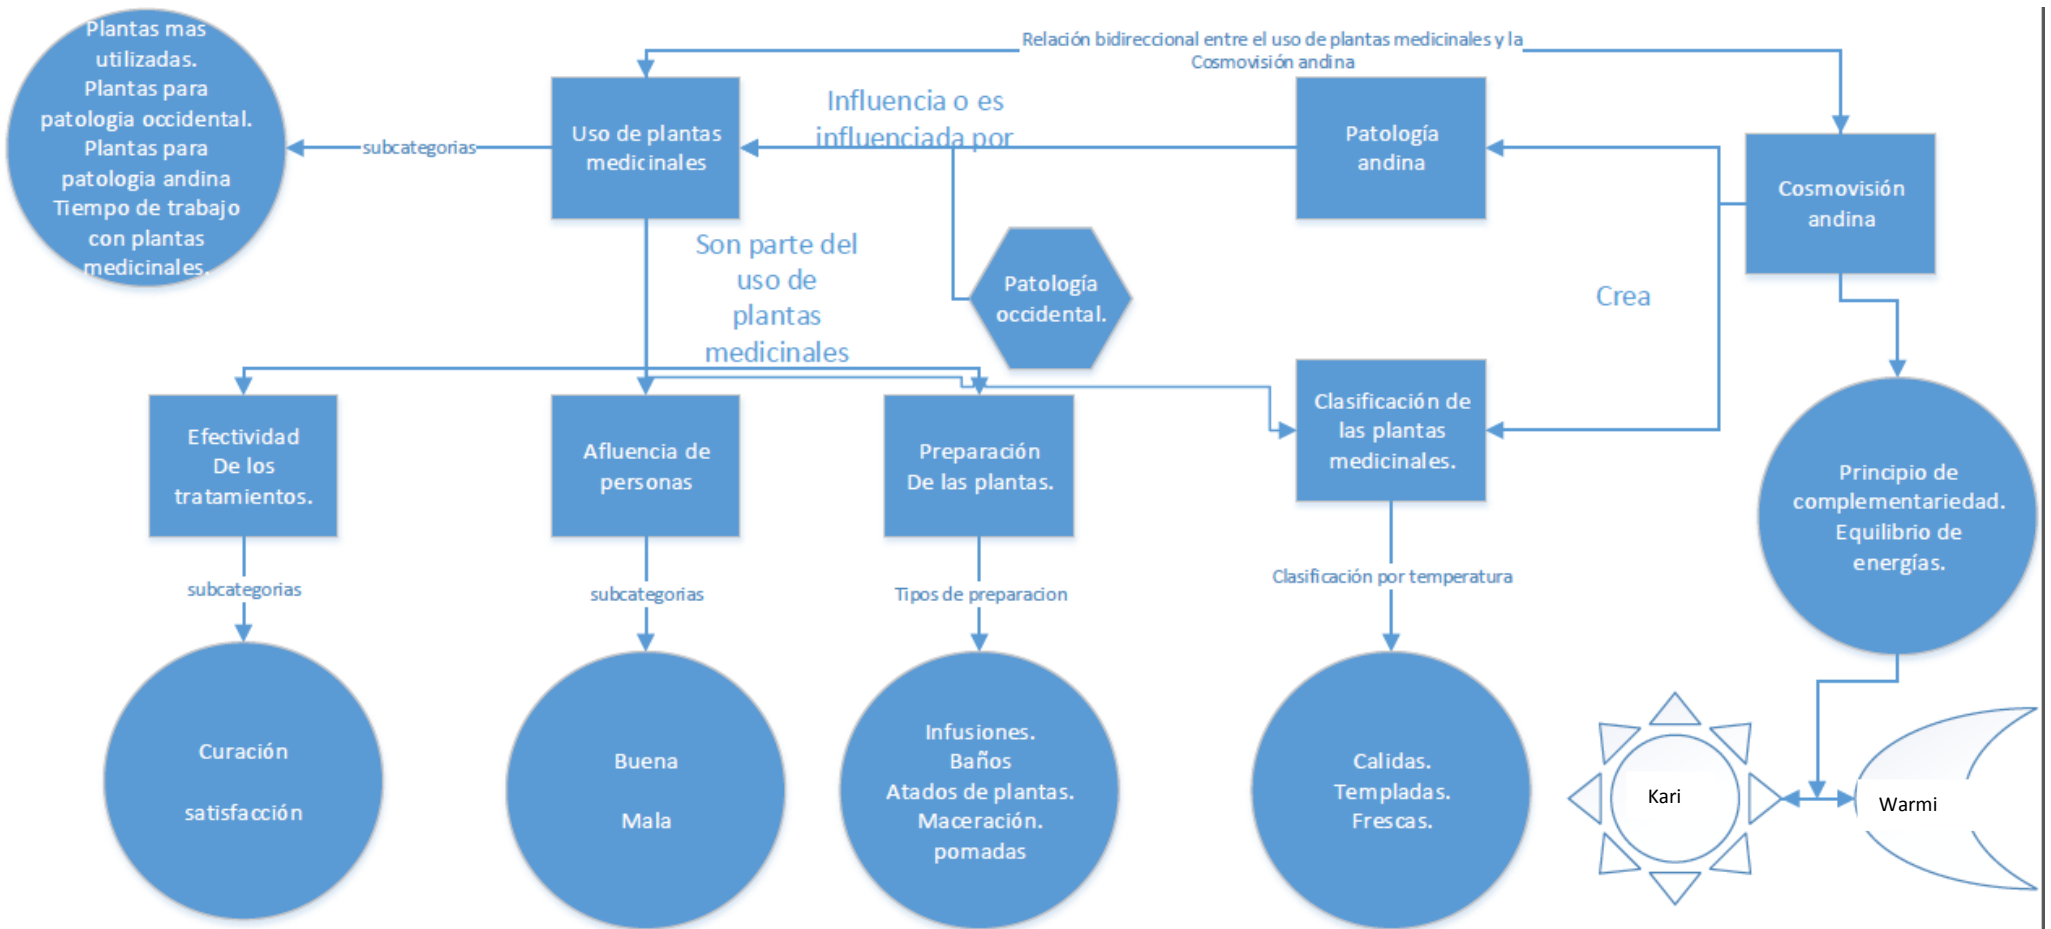 Plantas mas
utilizadas.
Plantas para
patologia occidental.
Plantas para
patologia andina
Tiempo de trabajo
con plantas
medicinales.
subcategorias
Uso de plantas
medicinales
Relación bidireccional entre el uso de plantas medicinales y la
Cosmovisión andina
Influencia o es
influenciada por
Patología
andina
Cosmovisión
andina
Son parte del
uso de
plantas
medicinales
Patología
occidental.
Crea
Efectividad
De los
tratamientos.
Afluencia de
personas
Preparación
De las plantas.
Clasificación de
las plantas
medicinales.
Principio de
complementariedad.
Equilibrio de
energías.
subcategorias
subcategorias
Tipos de preparacion
Clasificación por temperatura
Curación
satisfacción
Buena
Mala
Infusiones.
Baños
Atados de plantas.
Maceración.
pomadas
Calidas.
Templadas.
Frescas.
Kari
Warmi